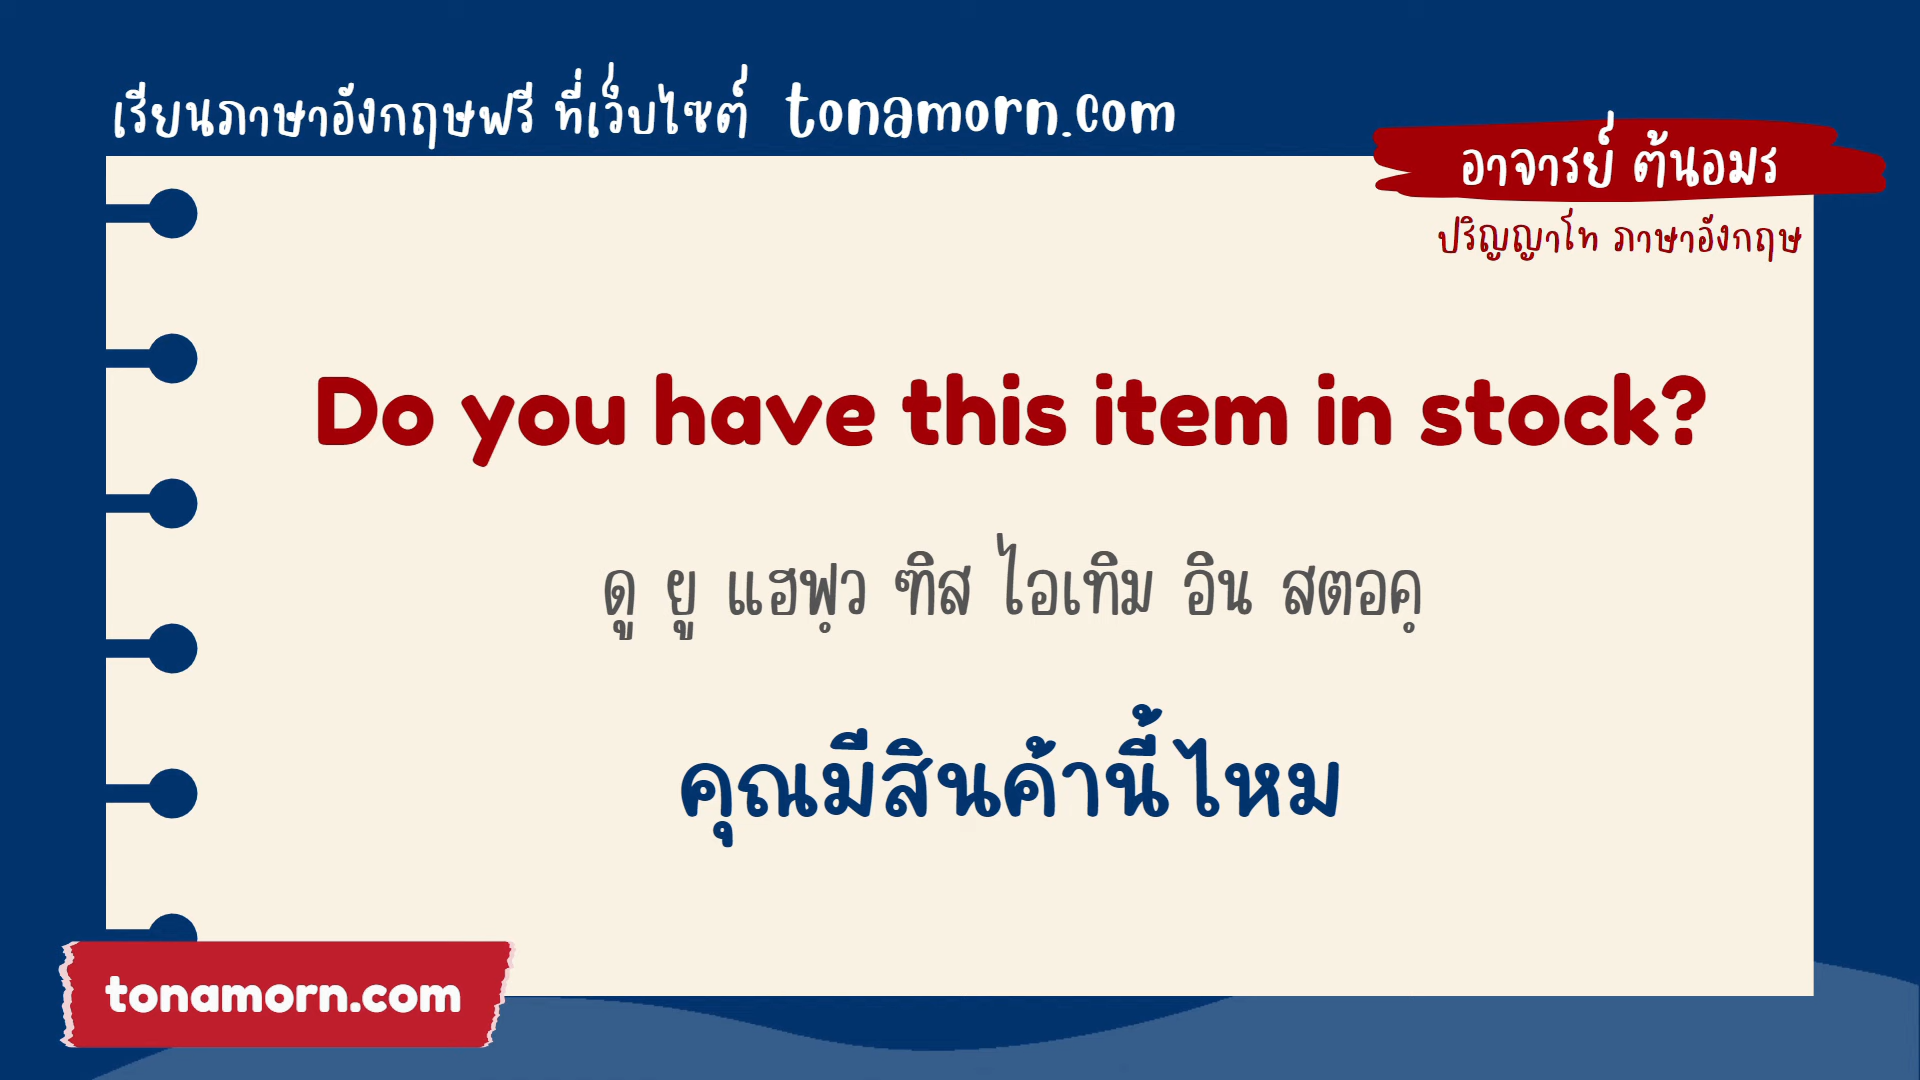 เรียนภาษาอังกฤษฟรี ที่เว็บไซต์ tonamorn.com
อาจารย์ ต้นอมร
ปริญญาโท ภาษาอังกฤษ
Do you have this item in stock?
ดู ยู แฮฟฺว ฑิส ไอเทิม อิน สตอคฺ
คุณมีสินค้านี้ไหม
tonamorn.com